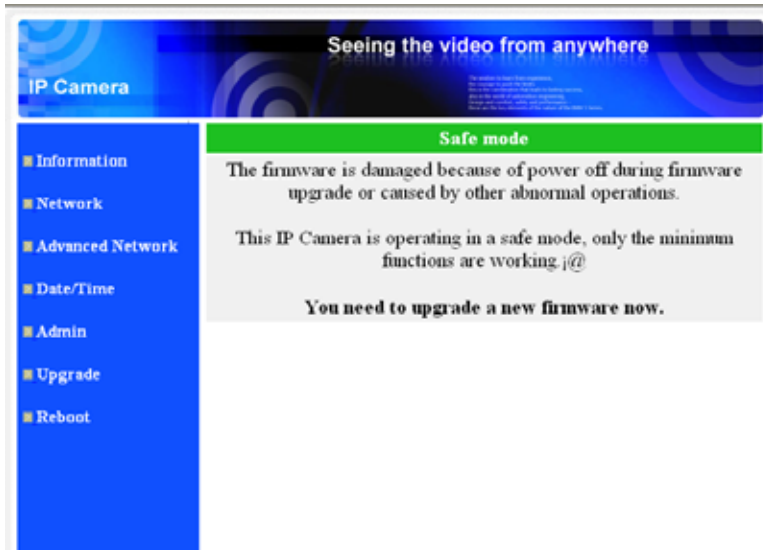 Seeing the video from anywhere
IP Camera
Information
Network
Advanced Network
Date/Time
Admin
Upgrade
Reboot
Safe mode
The firmware is damaged because of power off during firmware
upgrade or caused by other abnormal operations.
This IP Camera is operating in a safe mode, only the minimum
functions are working.¡@
You need to upgrade a new firmware now.